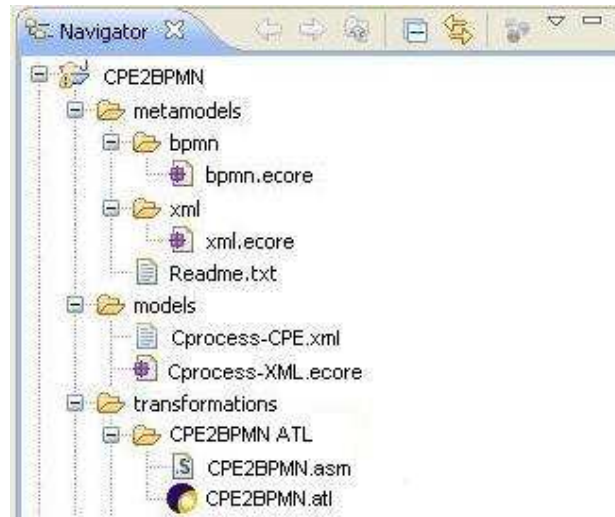 Navigator
CPE2BPMN
metamodels
bpmn
bpmn.ecore
xml
xml.ecore
Readme.txt
models
Cprocess-CPE.xml
Cprocess-XML.ecore
transformations
CPE2BPMN ATL
CPE2BPMN.asm
CPE2BPMN.atl